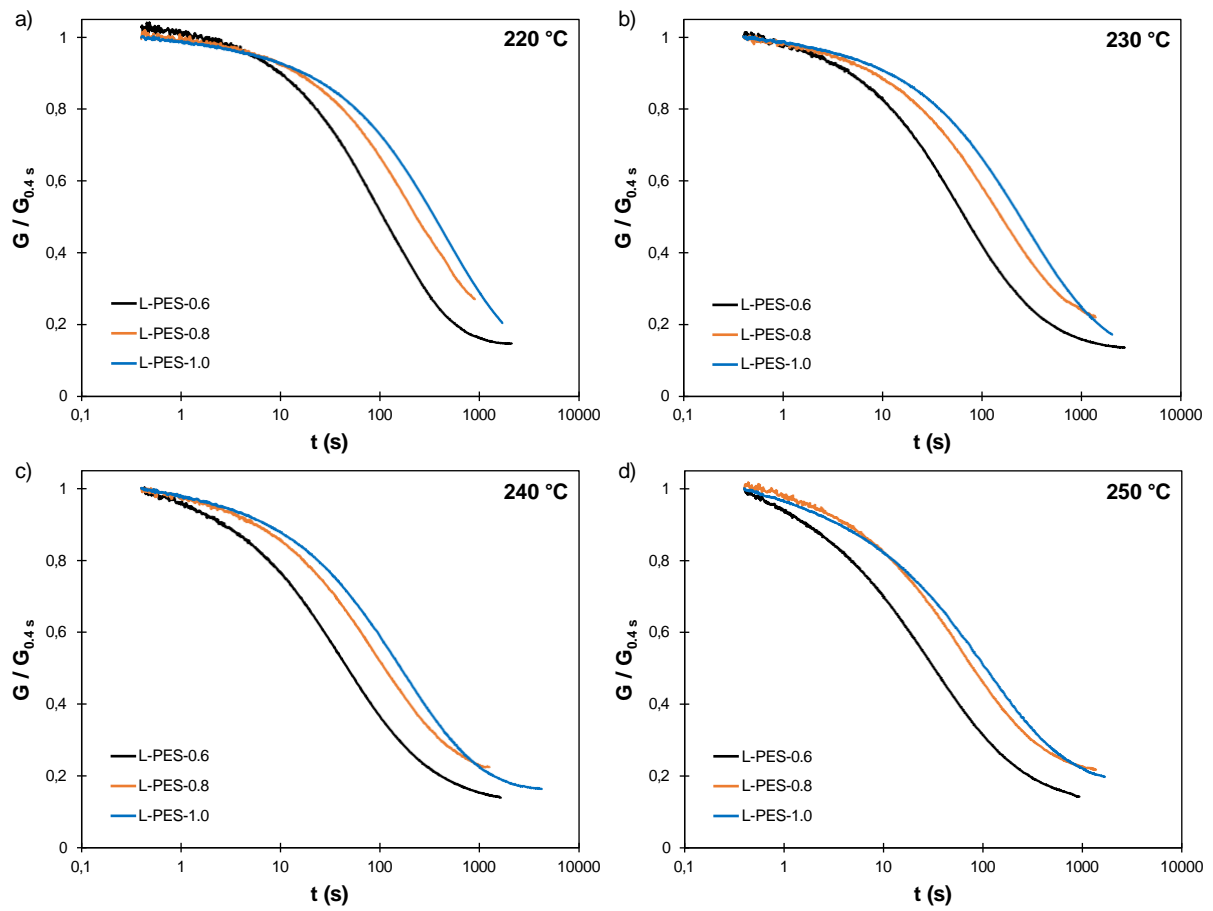 a)
220 °C
1
0,8
0,6
0,4
0,2
0
G / G0.4 s
L-PES-0.6
L-PES-0.8
L-PES-1.0
0,1 1 10 100 1000 10000
t (s)
b)
230 °C
1
0,8
0,6
0,4
0,2
0
G / G0.4 s
L-PES-0.6
L-PES-0.8
L-PES-1.0
0,1 1 10 100 1000 10000
t (s)
c)
240 °C
1
0,8
0,6
0,4
0,2
0
G / G0.4 s
L-PES-0.6
L-PES-0.8
L-PES-1.0
0,1 1 10 100 1000 10000
t (s)
d)
250 °C
1
0,8
0,6
0,4
0,2
0
G / G0.4 s
L-PES-0.6
L-PES-0.8
L-PES-1.0
0,1 1 10 100 1000 10000
t (s)